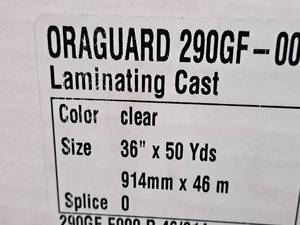 ORAGUARD 290GF-00
Laminating Cast
Color clear
Size 36" x 50 Yds
914mm x 46 m
Splice 0